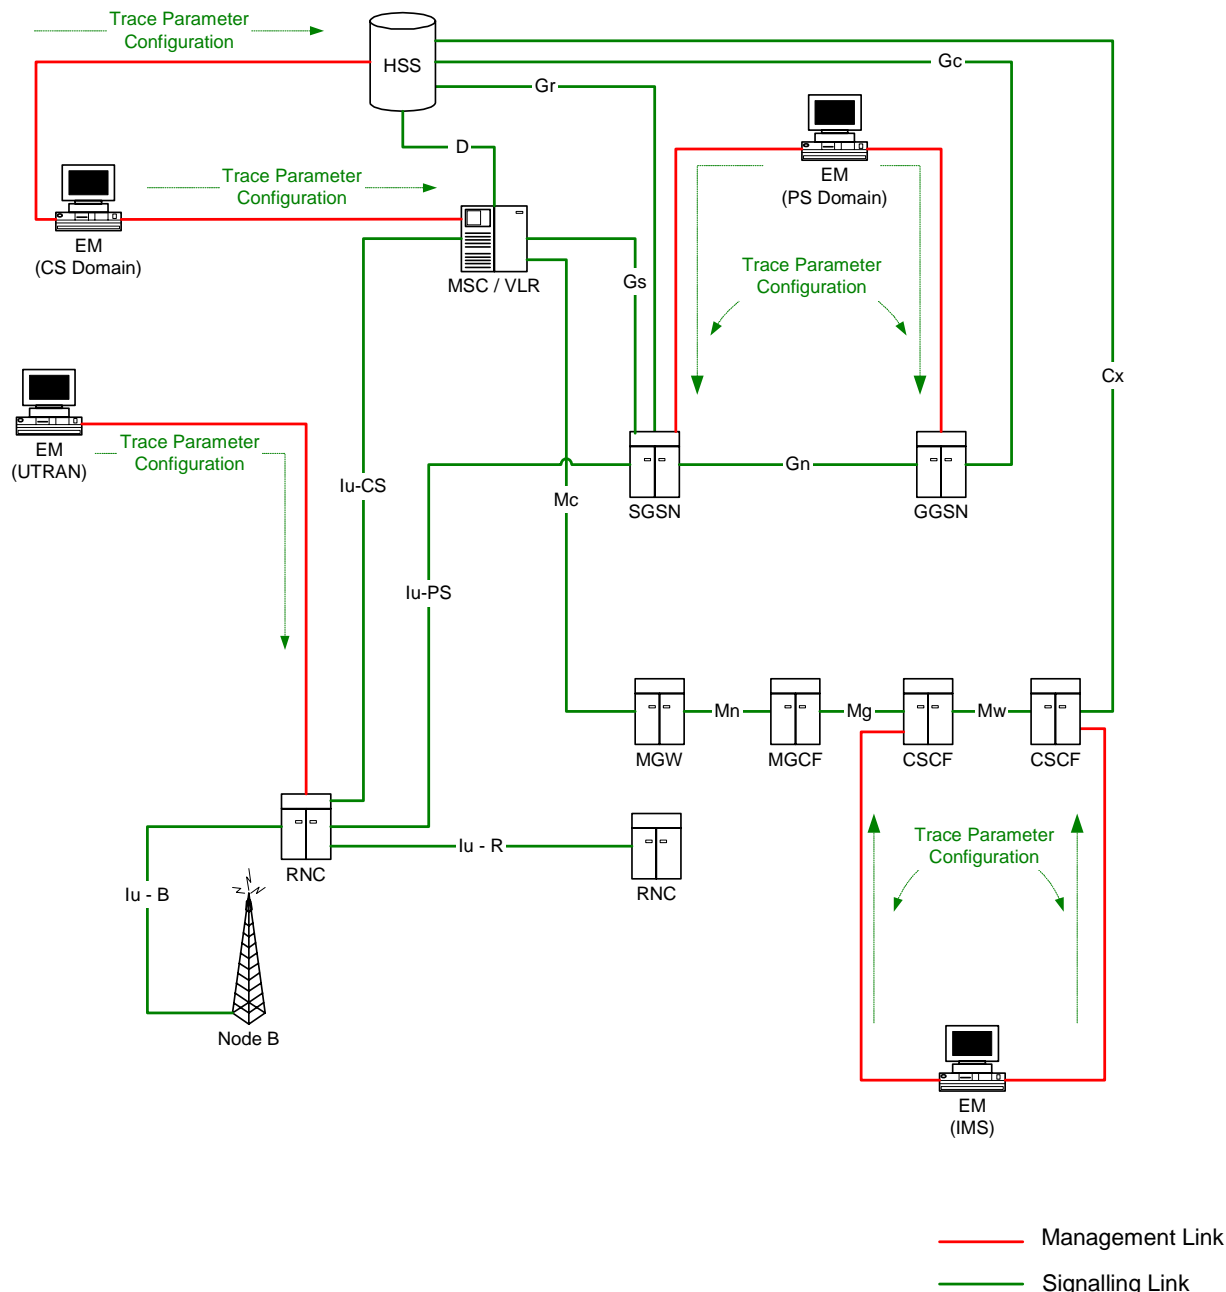 Trace Parameter
Configuration
HSS
Gc
Gr
D
Trace Parameter
Configuration
EM
(PS Domain)
EM
(CS Domain)
MSC / VLR
Gs
Trace Parameter
Configuration
Cx
EM
(UTRAN)
Trace Parameter
Configuration
Iu-CS
Mc
SGSN
Gn
GGSN
Iu-PS
Mn
Mg
Mw
MGW
MGCF
CSCF
CSCF
RNC
Iu - R
RNC
Trace Parameter
Configuration
Iu - B
Node B
EM
(IMS)
Management Link
Signalling Link